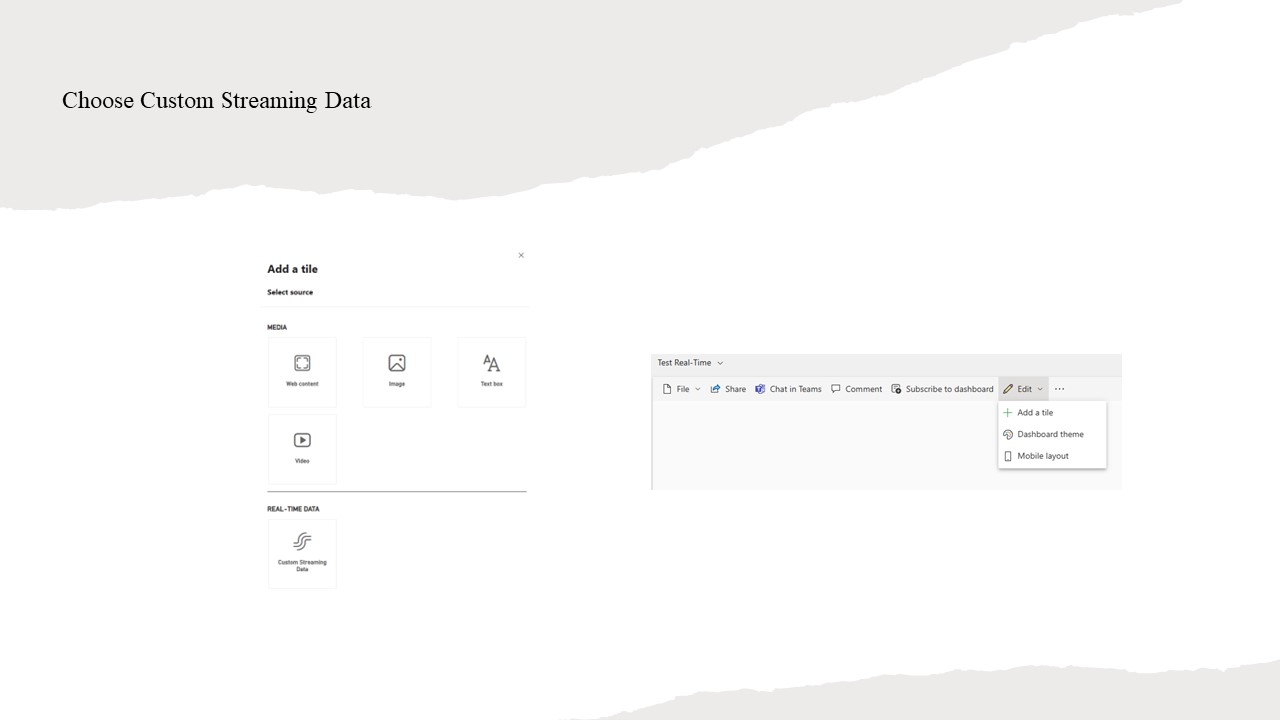 Choose Custom Streaming Data
Add a tile
Select source
MEDIA
Web content
Image
Text box
Video
REAL-TIME DATA
Custom Streaming
Data
Test Real-Time
File
Share
Chat in Teams
Comment
Subscribe to dashboard
Edit
Add a tile
Dashboard theme
Mobile layout